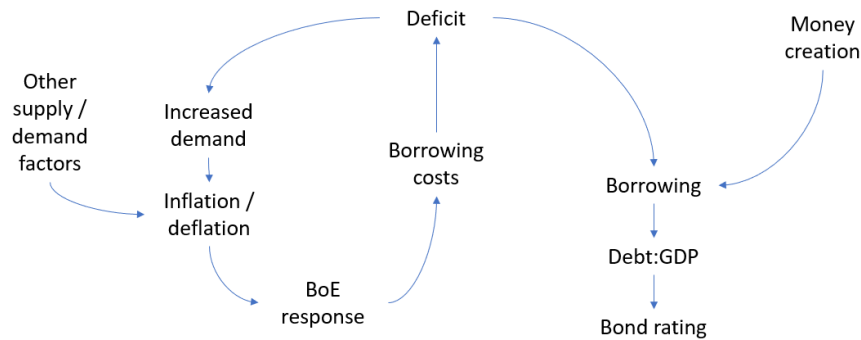 Deficit
Money
creation
Other
supply /
demand
factors
Increased
demand
Borrowing
costs
Borrowing
Inflation /
deflation
Debt:GDP
BoE
response
Bond rating